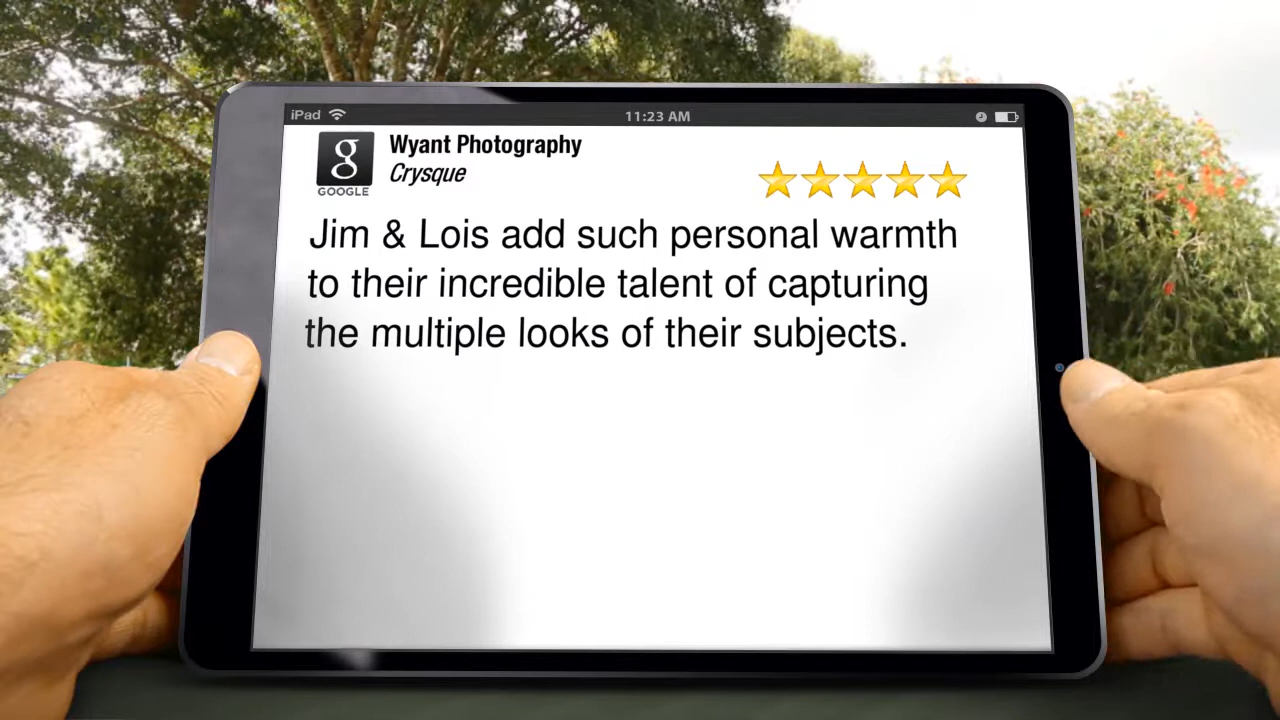 iPad 11:23 AM
g
GOOGLE
Wyant Photography
Crysque
Jim & Lois add such personal warmth
to their incredible talent of capturing
the multiple looks of their subjects.